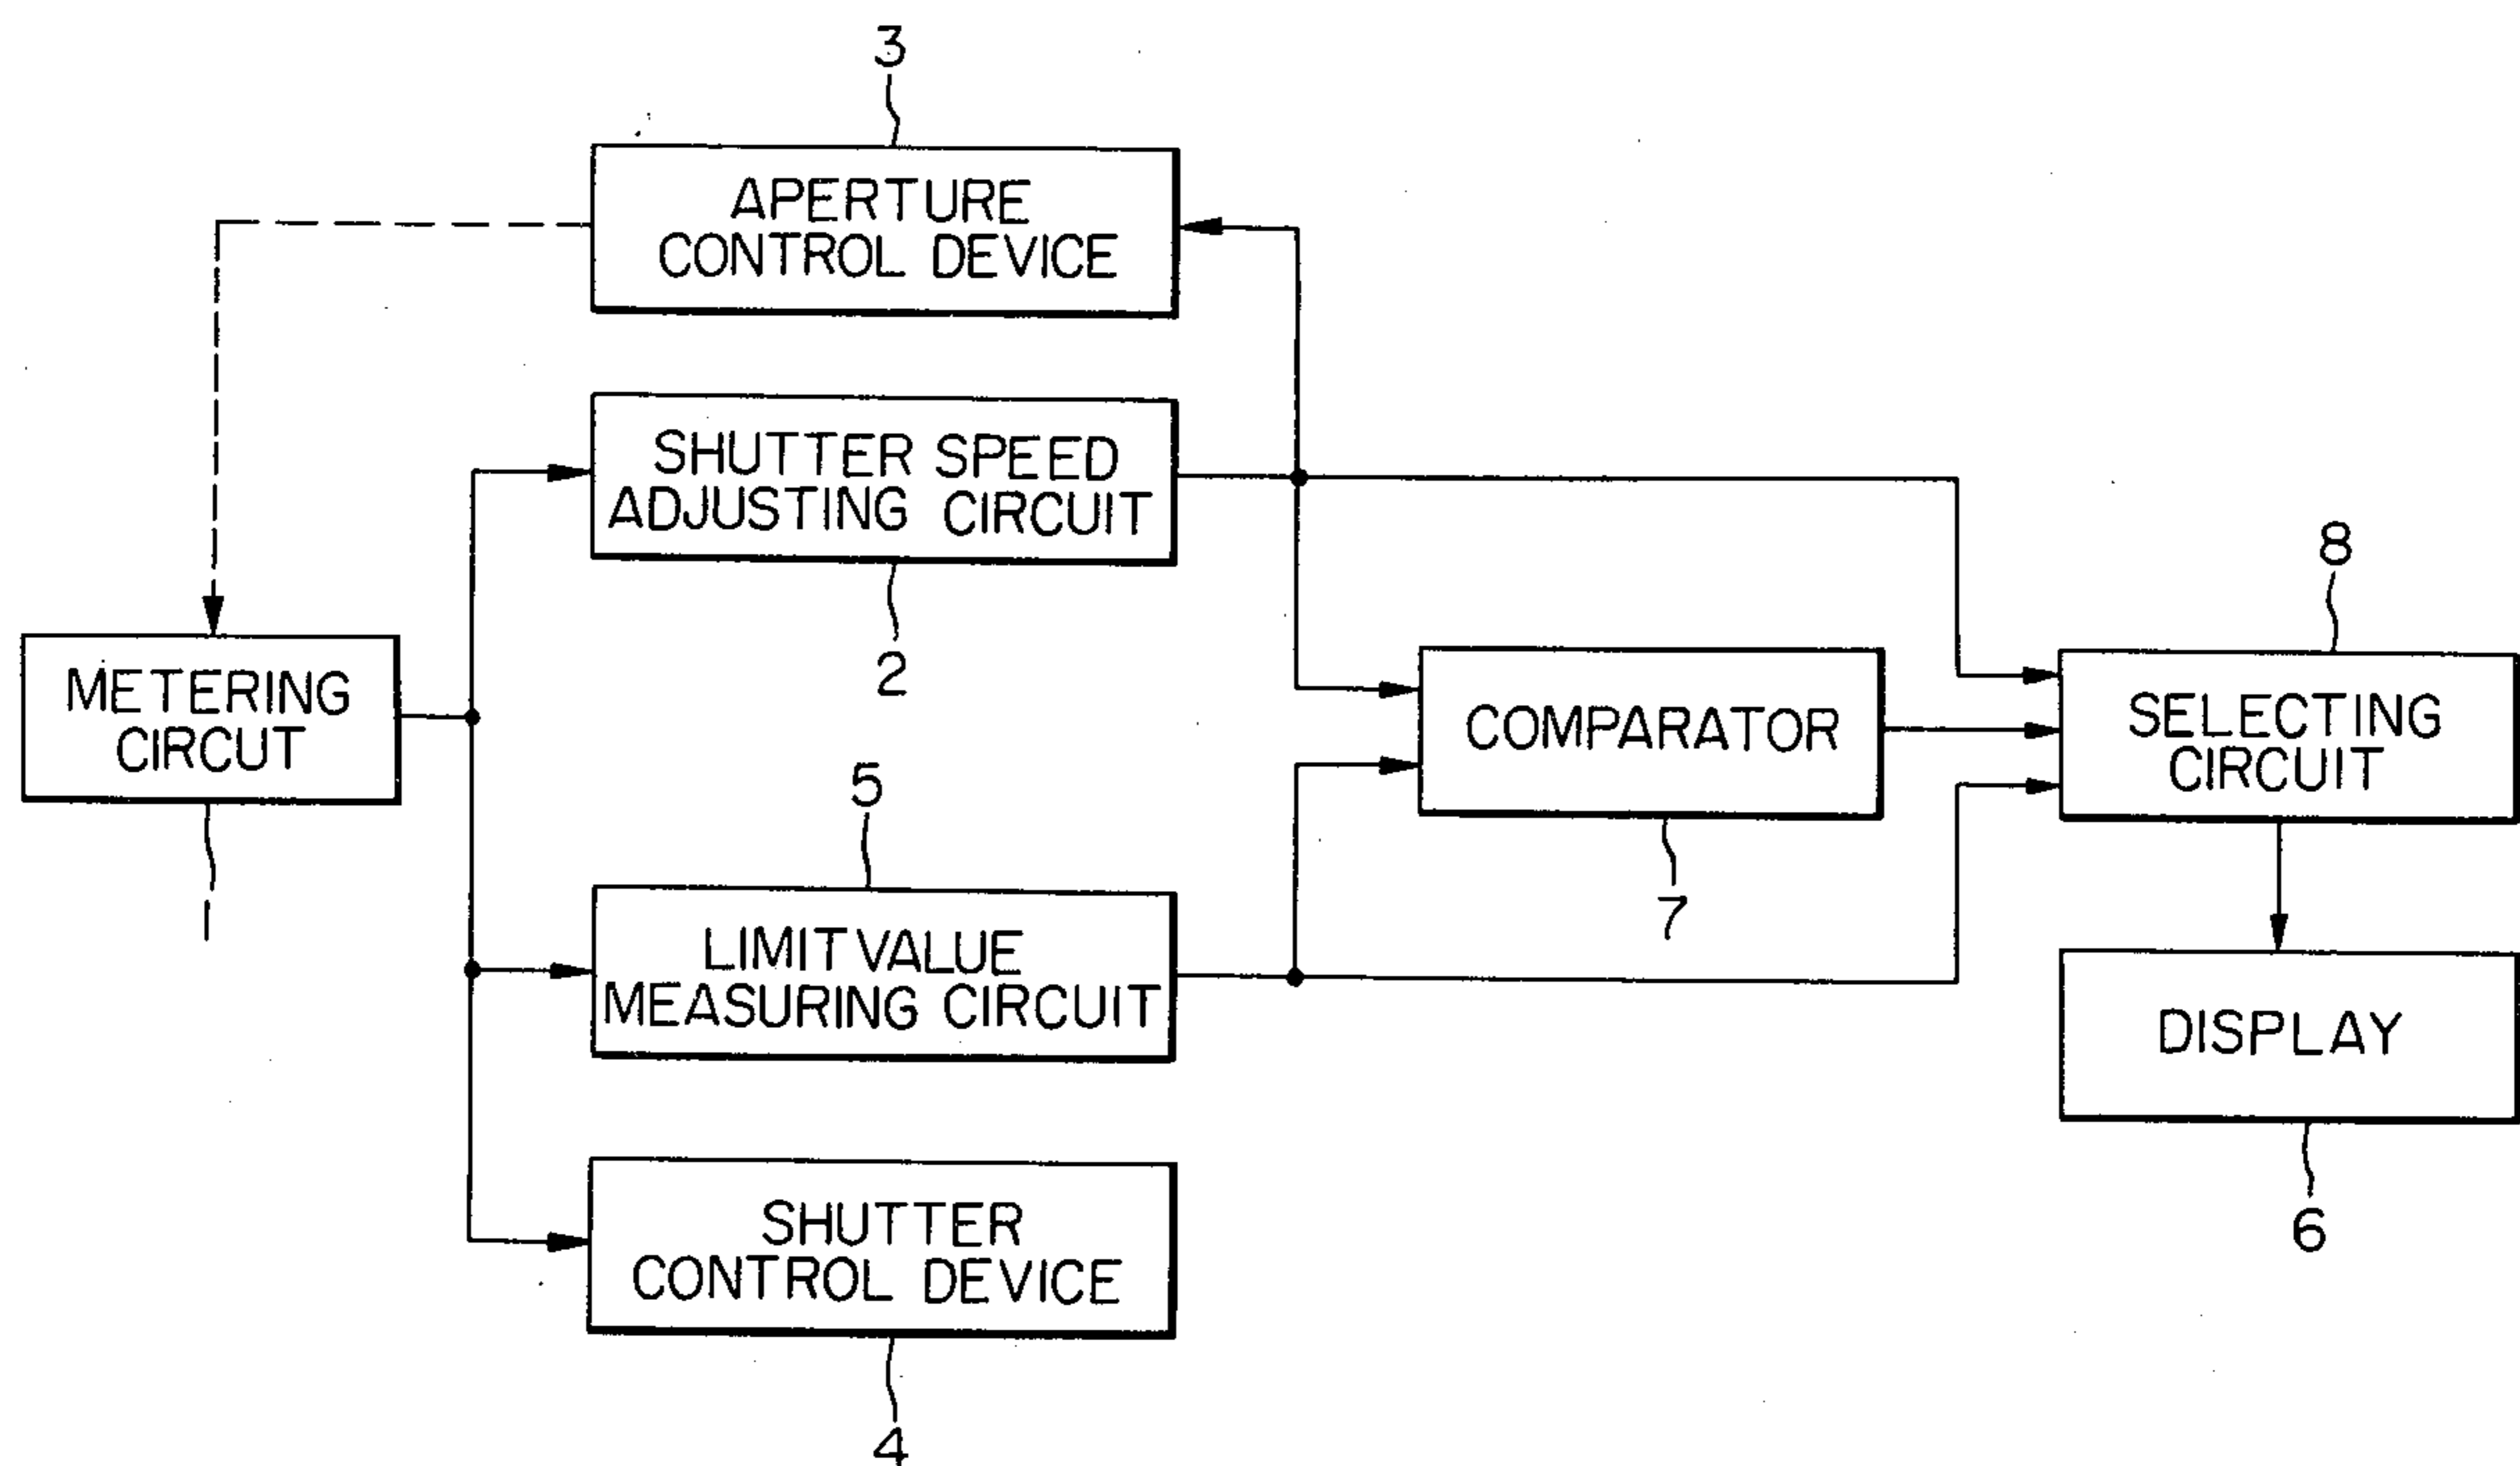 3
APERTURE
CONTROL DEVICE
SHUTTER SPEED
ADJUSTING CIRCUIT
2
8
METERING
CIRCUT
1
COMPARATOR
7
SELECTING
CIRCUIT
5
LIMIT VALUE
MEASURING CIRCUIT
DISPLAY
6
SHUTTER
CONTROL DEVICE
4